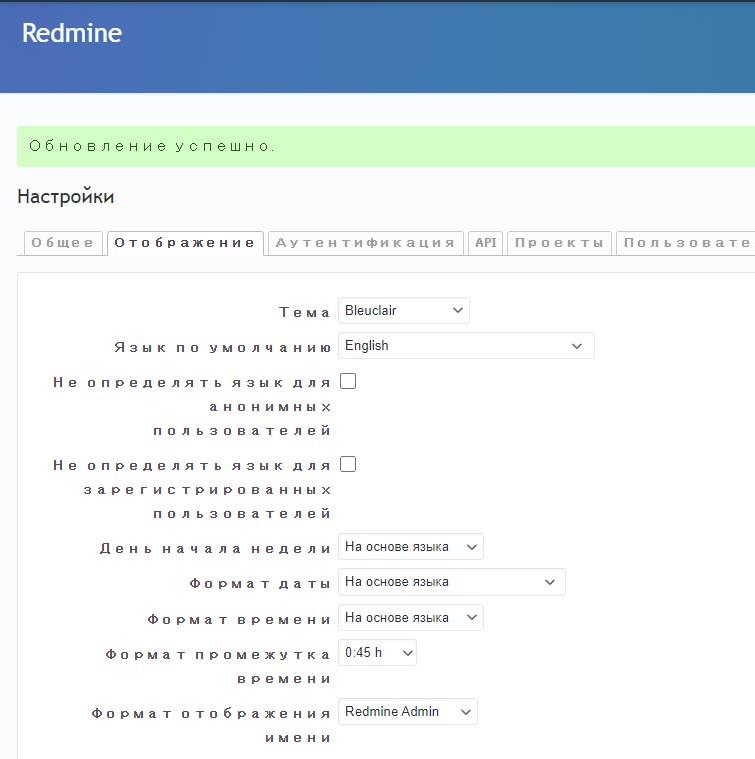 Redmine
Обновление успешно.
Настройки
Общее Отображение Аутентификация API Проекты Пользовате
Тема Bleuclair
Язык по умолчанию English
Не определять язык для
анонимных
пользователей
Не определять язык для
зарегистрированных
пользователей
День начала недели На основе языка
Формат даты На основе языка
Формат времени На основе языка
Формат промежутка 0:45 h
времени
Формат отображения Redmine Admin
имени